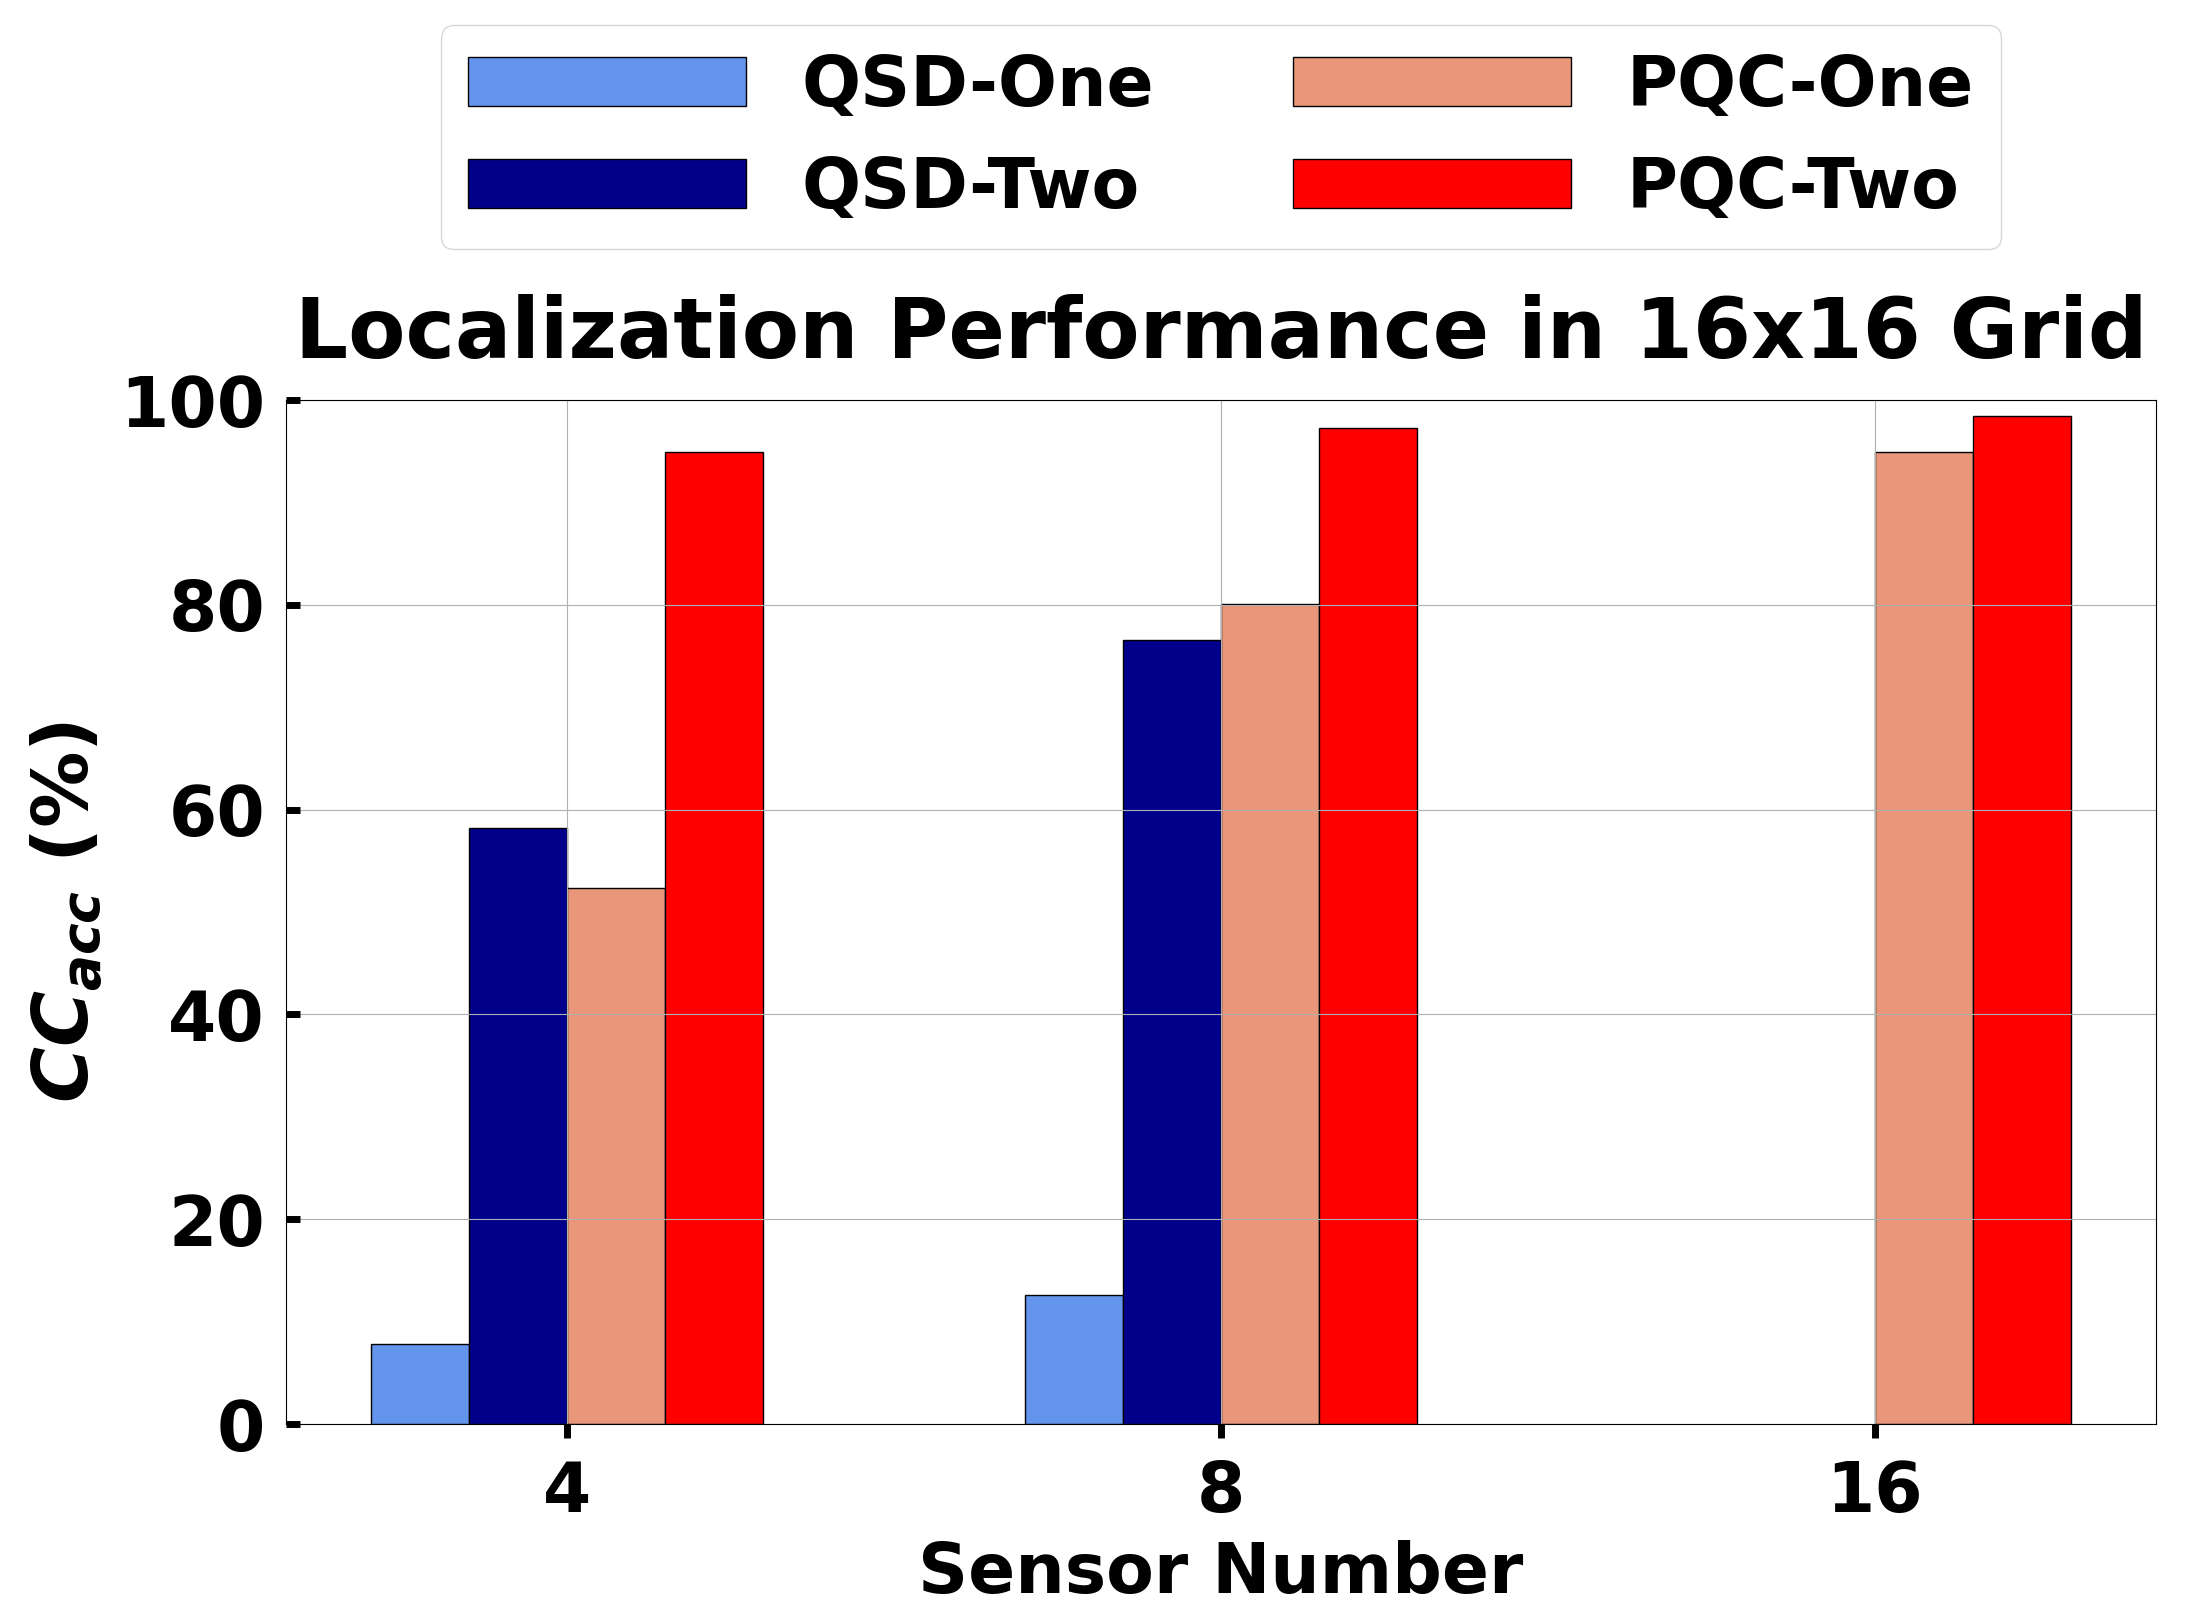 QSD-One PQC-One
QSD-Two PQC-Two
Localization Performance in 16x16 Grid
100
80
60
40
20
0
CCacc (%)
4 8 16
Sensor Number